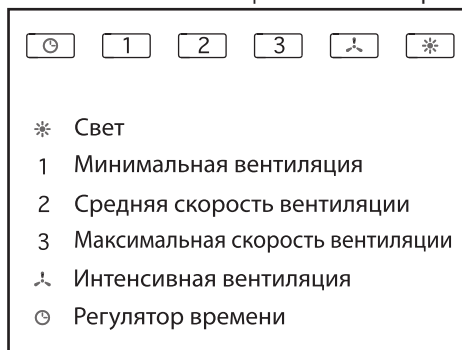 1 2 3
Свет
1 Минимальная вентиляция
2 Средняя скорость вентиляции
3 Максимальная скорость вентиляции
Интенсивная вентиляция
Регулятор времени